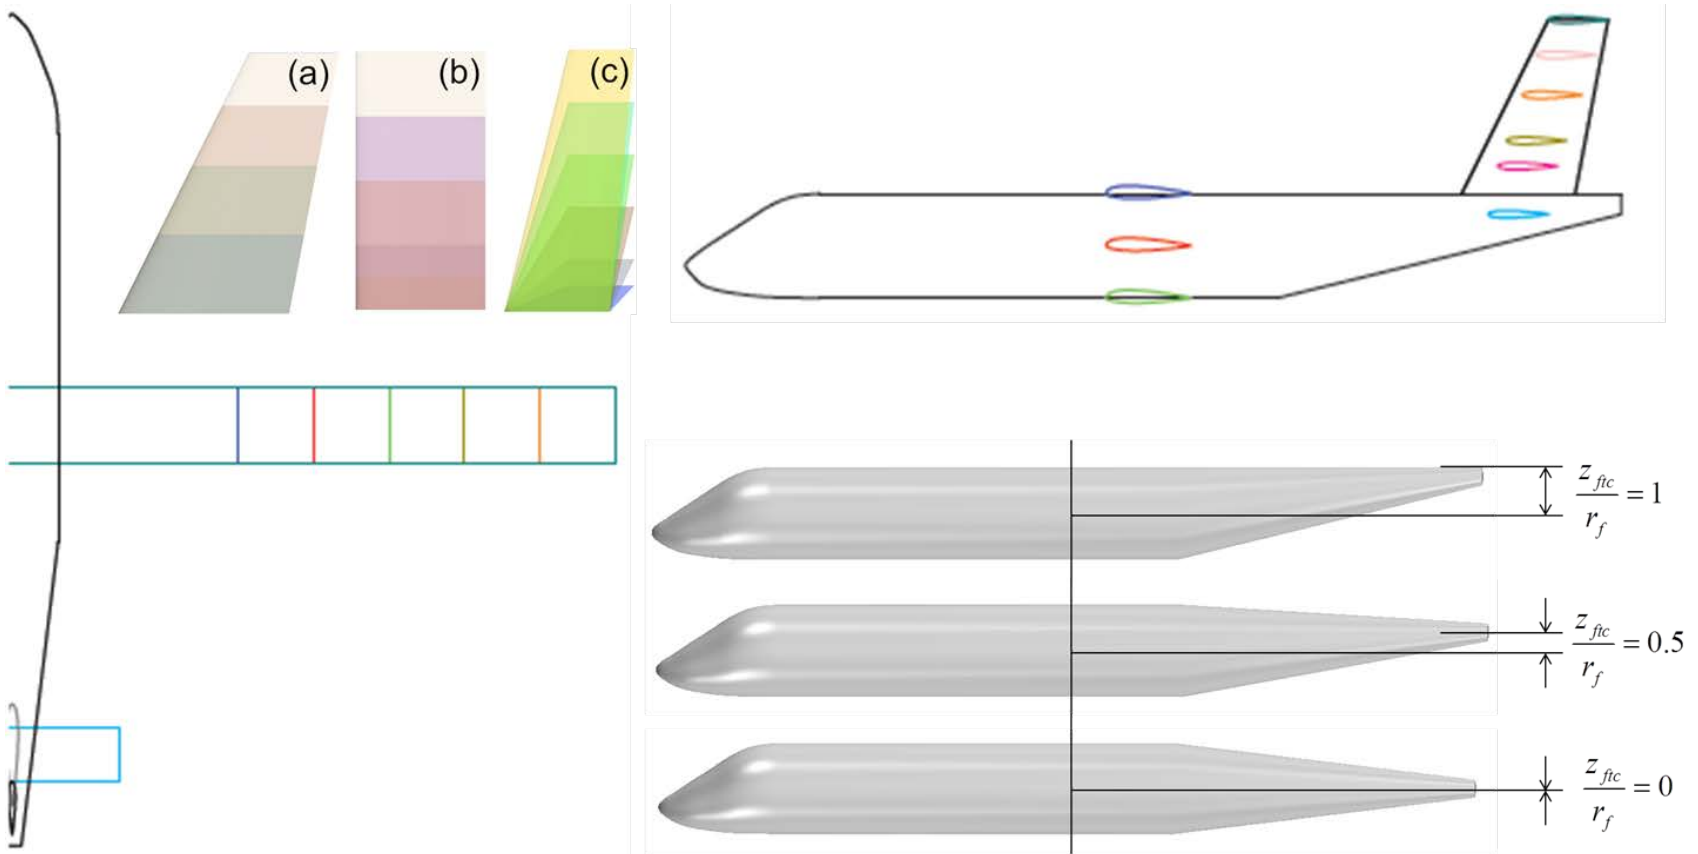 (a) (b) (c)
z_ftc / r_f = 1
z_ftc / r_f = 0.5
z_ftc / r_f = 0